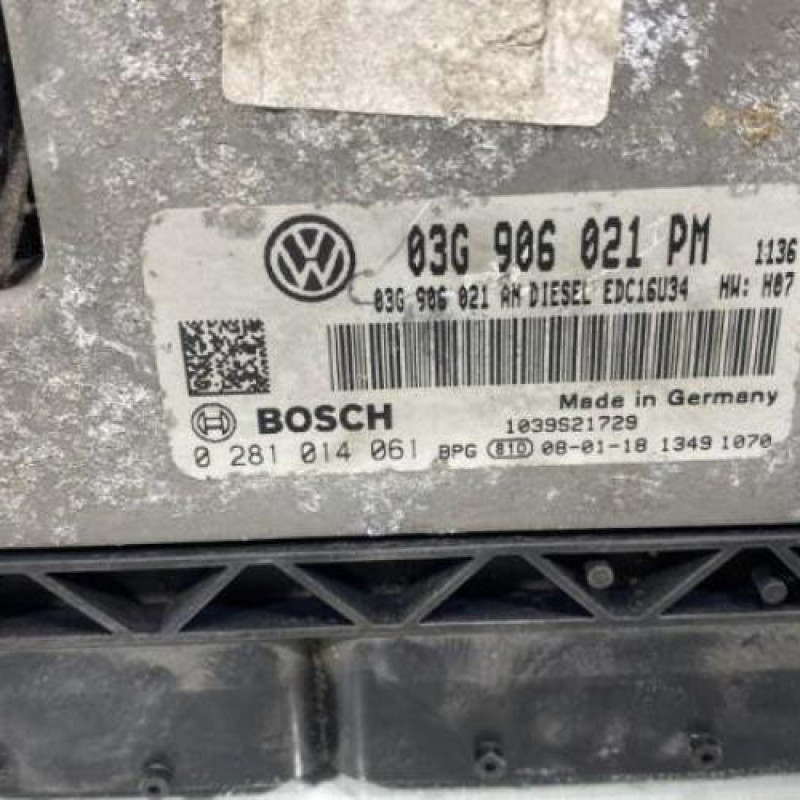 03G 906 021 PM 1136
03G 906 021 AN DIESEL EDC16U34 HW: H07
Made in Germany
BOSCH 1039S21729
0 281 014 061 BPG 81D 08-01-18 1349 1070